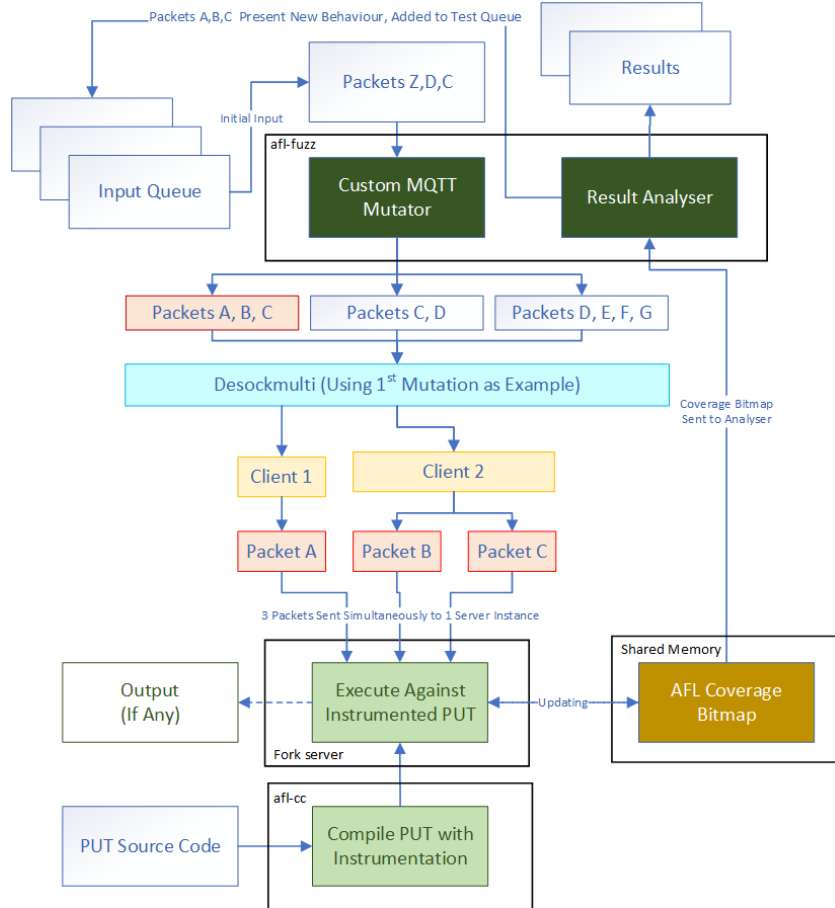 Packets A,B,C Present New Behaviour, Added to Test Queue
Packets Z,D,C
Results
Initial Input
Input Queue
afl-fuzz
Custom MQTT
Mutator
Result Analyser
Packets A, B, C
Packets C, D
Packets D, E, F, G
Desockmulti (Using 1st Mutation as Example)
Coverage Bitmap
Sent to Analyser
Client 1
Client 2
Packet A
Packet B
Packet C
3 Packets Sent Simultaneously to 1 Server Instance
Shared Memory
Output
(If Any)
Execute Against
Instrumented PUT
Updating
AFL Coverage
Bitmap
Fork server
afl-cc
PUT Source Code
Compile PUT with
Instrumentation